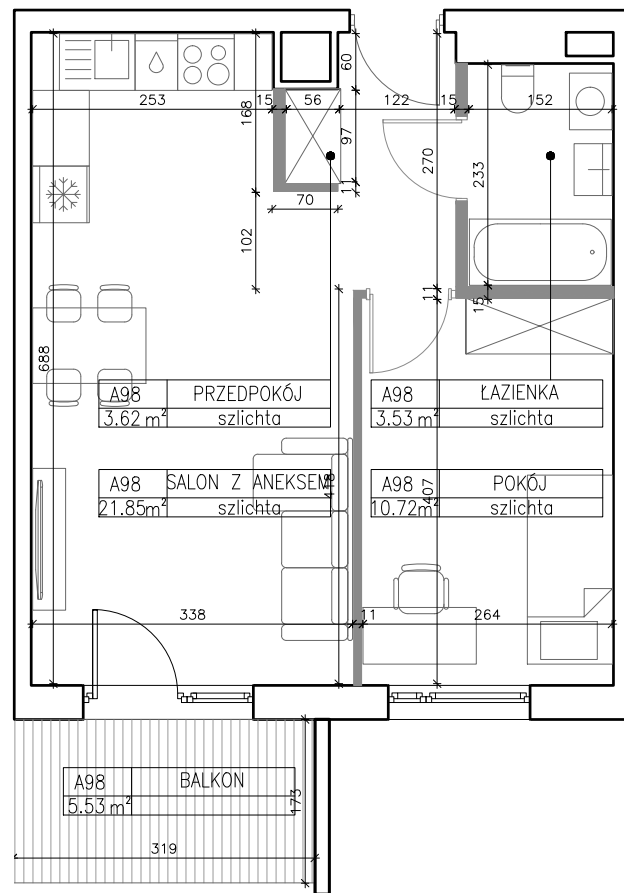 60
253
15
56
122
15
152
168
97
270
233
11
70
102
11
15
688
A98 PRZEDPOKÓJ
3.62 m² szlichta
A98 ŁAZIENKA
3.53 m² szlichta
A98 SALON Z ANEKSEM
21.85m² szlichta
418
A98 POKÓJ
10.72m² szlichta
407
338
11
264
A98 BALKON
5.53 m²
173
319